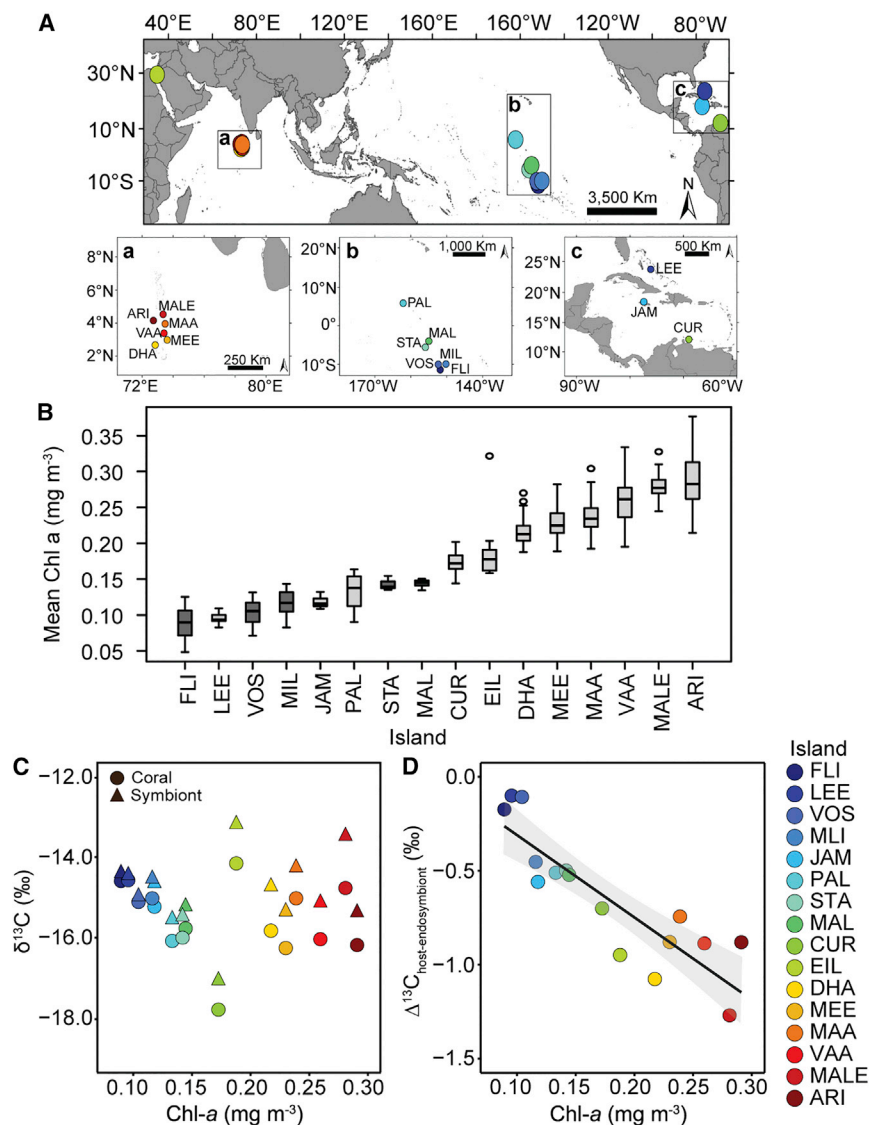 A
40°E 80°E 120°E 160°E 160°W 120°W 80°W
30°N
10°N
10°S
a
b
c
N
3,500 Km
a
8°N
6°N
4°N
2°N
MALE
ARI
MAA
VAA
MEE
DHA
250 Km
72°E 80°E
b
1,000 Km
20°N
10°N
0°
10°S
PAL
MAL
STA
MIL
VOS
FLI
170°W 140°W
c
500 Km
25°N
20°N
15°N
10°N
LEE
JAM
CUR
90°W 60°W
B
Mean Chl a (mg m-3)
0.35
0.30
0.25
0.20
0.15
0.10
0.05
FLI LEE VOS MIL JAM PAL STA MAL CUR EIL DHA MEE MAA VAA MALE ARI
Island
C
Coral
Symbiont
δ13C (‰)
−12.0
−14.0
−16.0
−18.0
0.10 0.15 0.20 0.25 0.30
Chl-a (mg m-3)
D
Δ13Chost-endosymbiont (‰)
0.0
−0.5
−1.0
−1.5
0.10 0.15 0.20 0.25 0.30
Chl-a (mg m-3)
Island
FLI
LEE
VOS
MLI
JAM
PAL
STA
MAL
CUR
EIL
DHA
MEE
MAA
VAA
MALE
ARI